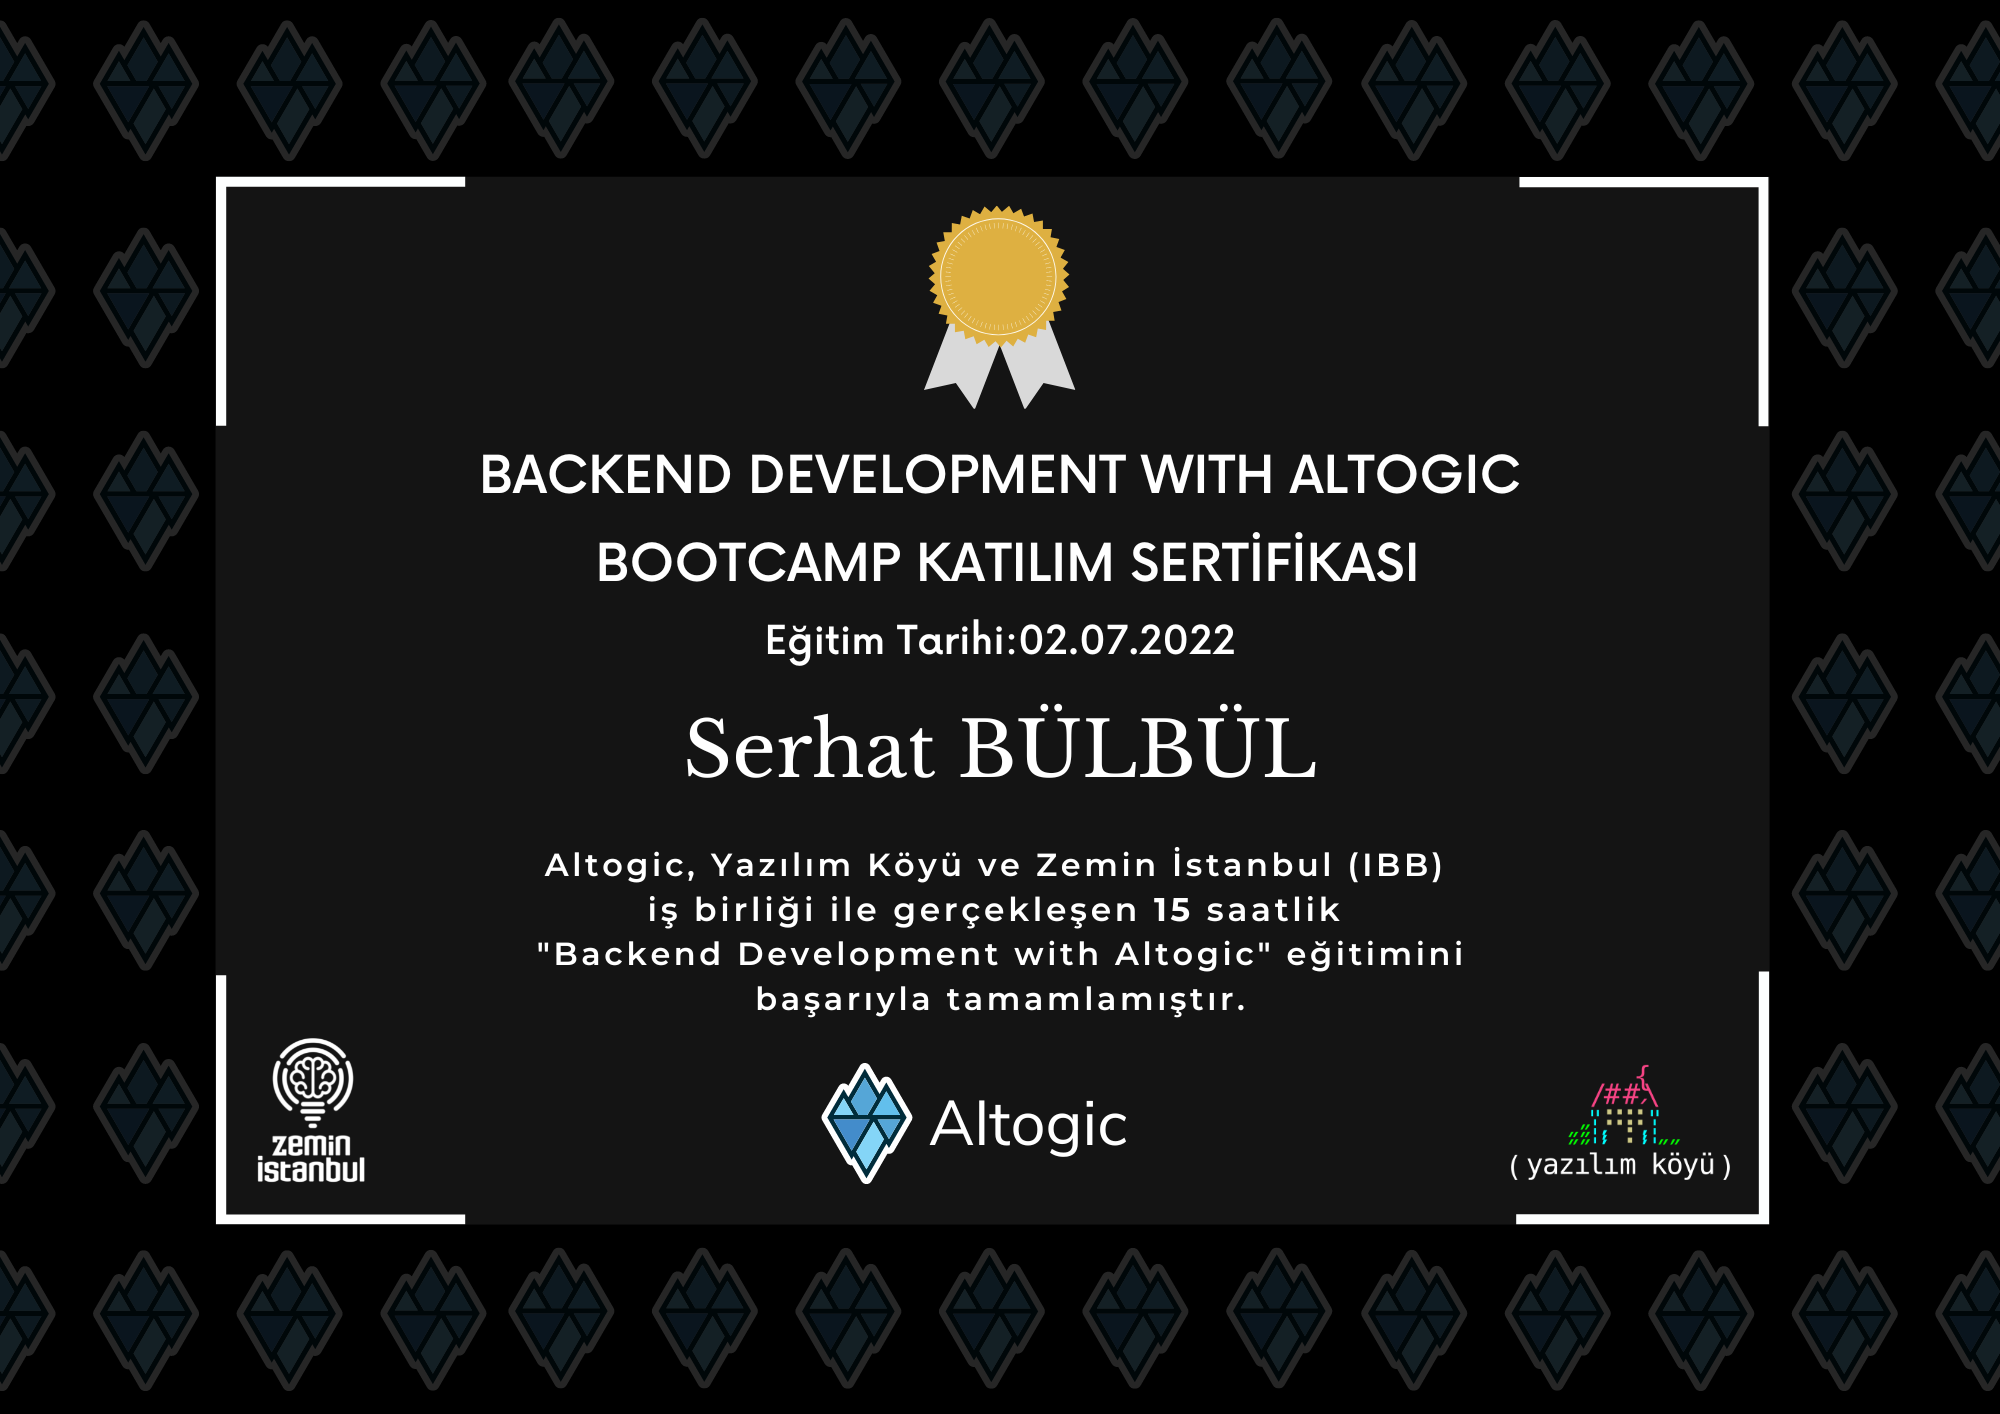 BACKEND DEVELOPMENT WITH ALTOGIC
BOOTCAMP KATILIM SERTİFİKASI
Eğitim Tarihi:02.07.2022
Serhat BÜLBÜL
Altogic, Yazılım Köyü ve Zemin İstanbul (IBB)
iş birliği ile gerçekleşen 15 saatlik
"Backend Development with Altogic" eğitimini
başarıyla tamamlamıştır.
zemin
istanbul
Altogic
(yazılım köyü)